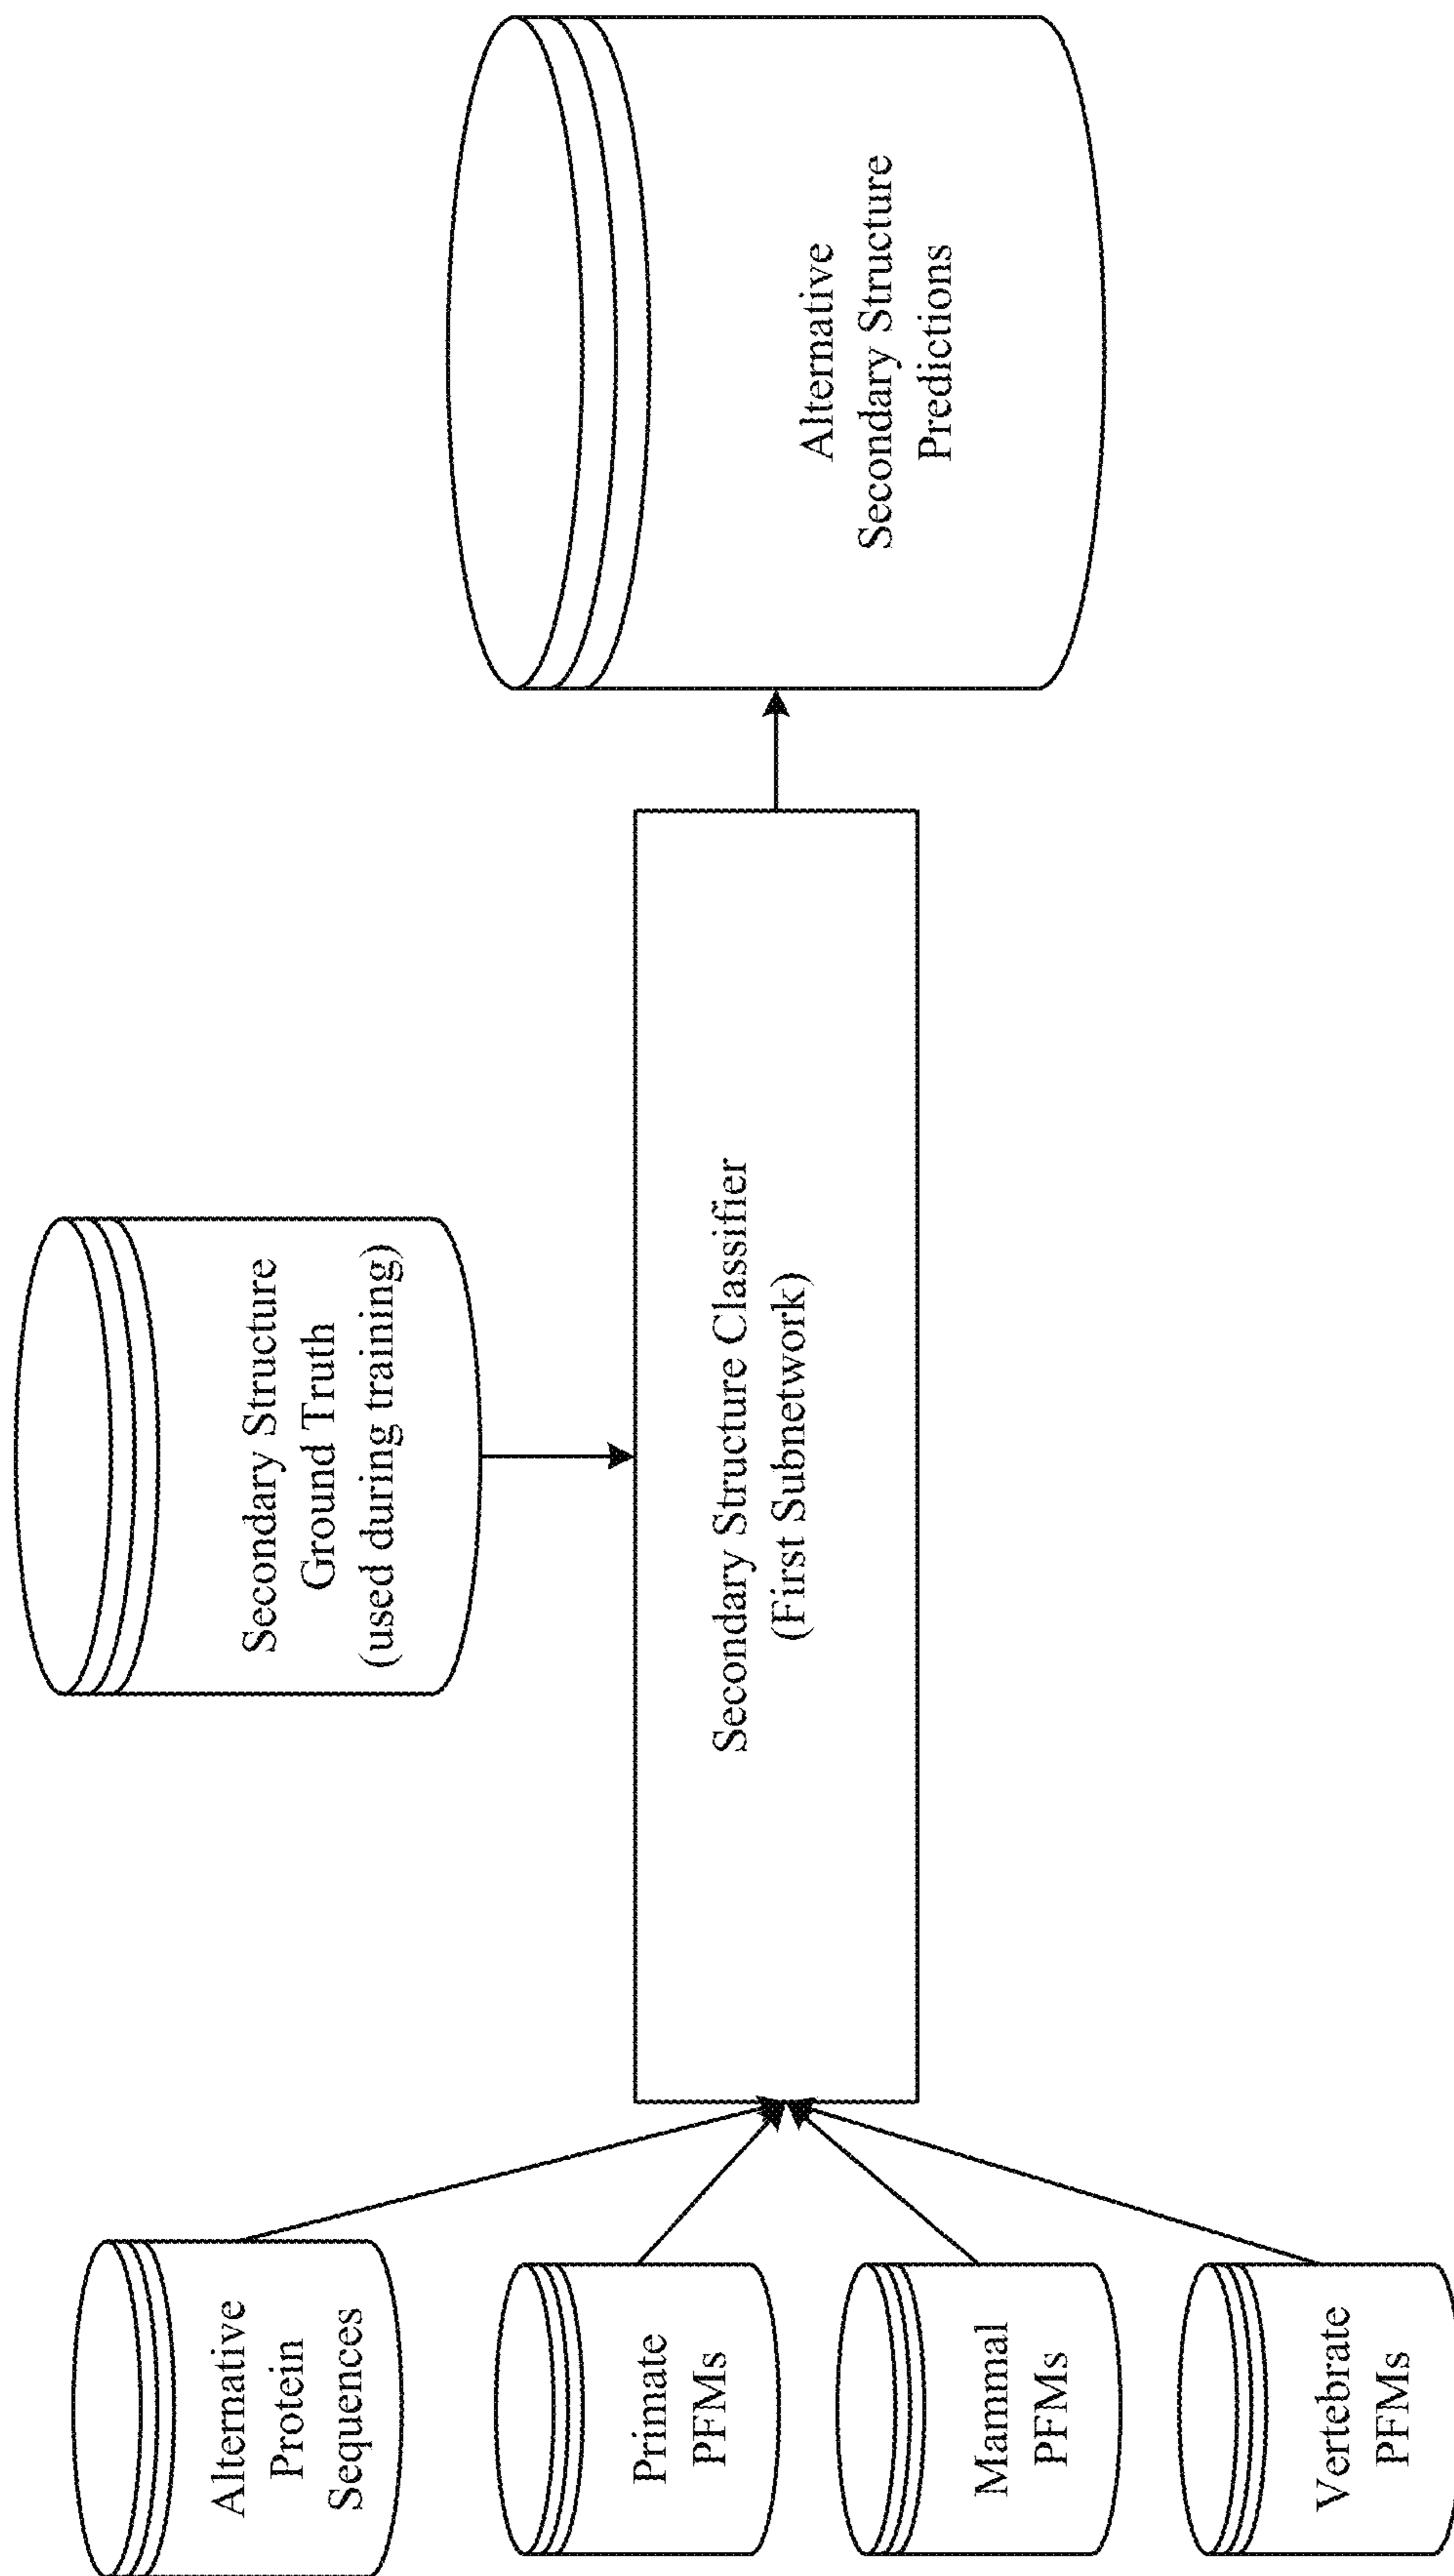 Alternative
Protein
Sequences
Primate
PFMs
Mammal
PFMs
Vertebrate
PFMs
Secondary Structure
Ground Truth
(used during training)
Secondary Structure Classifier
(First Subnetwork)
Alternative
Secondary Structure
Predictions